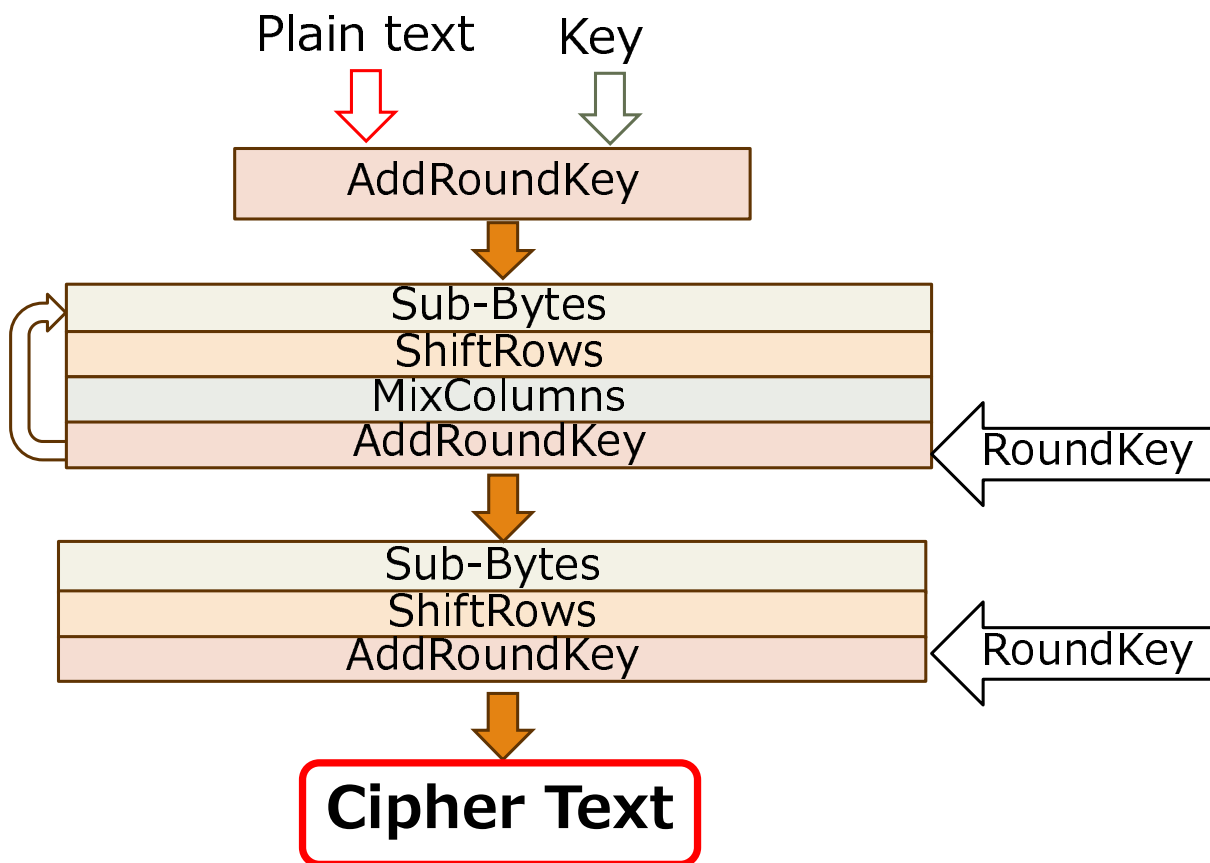 Plain text
Key
AddRoundKey
Sub-Bytes
ShiftRows
MixColumns
AddRoundKey
RoundKey
Sub-Bytes
ShiftRows
AddRoundKey
RoundKey
Cipher Text